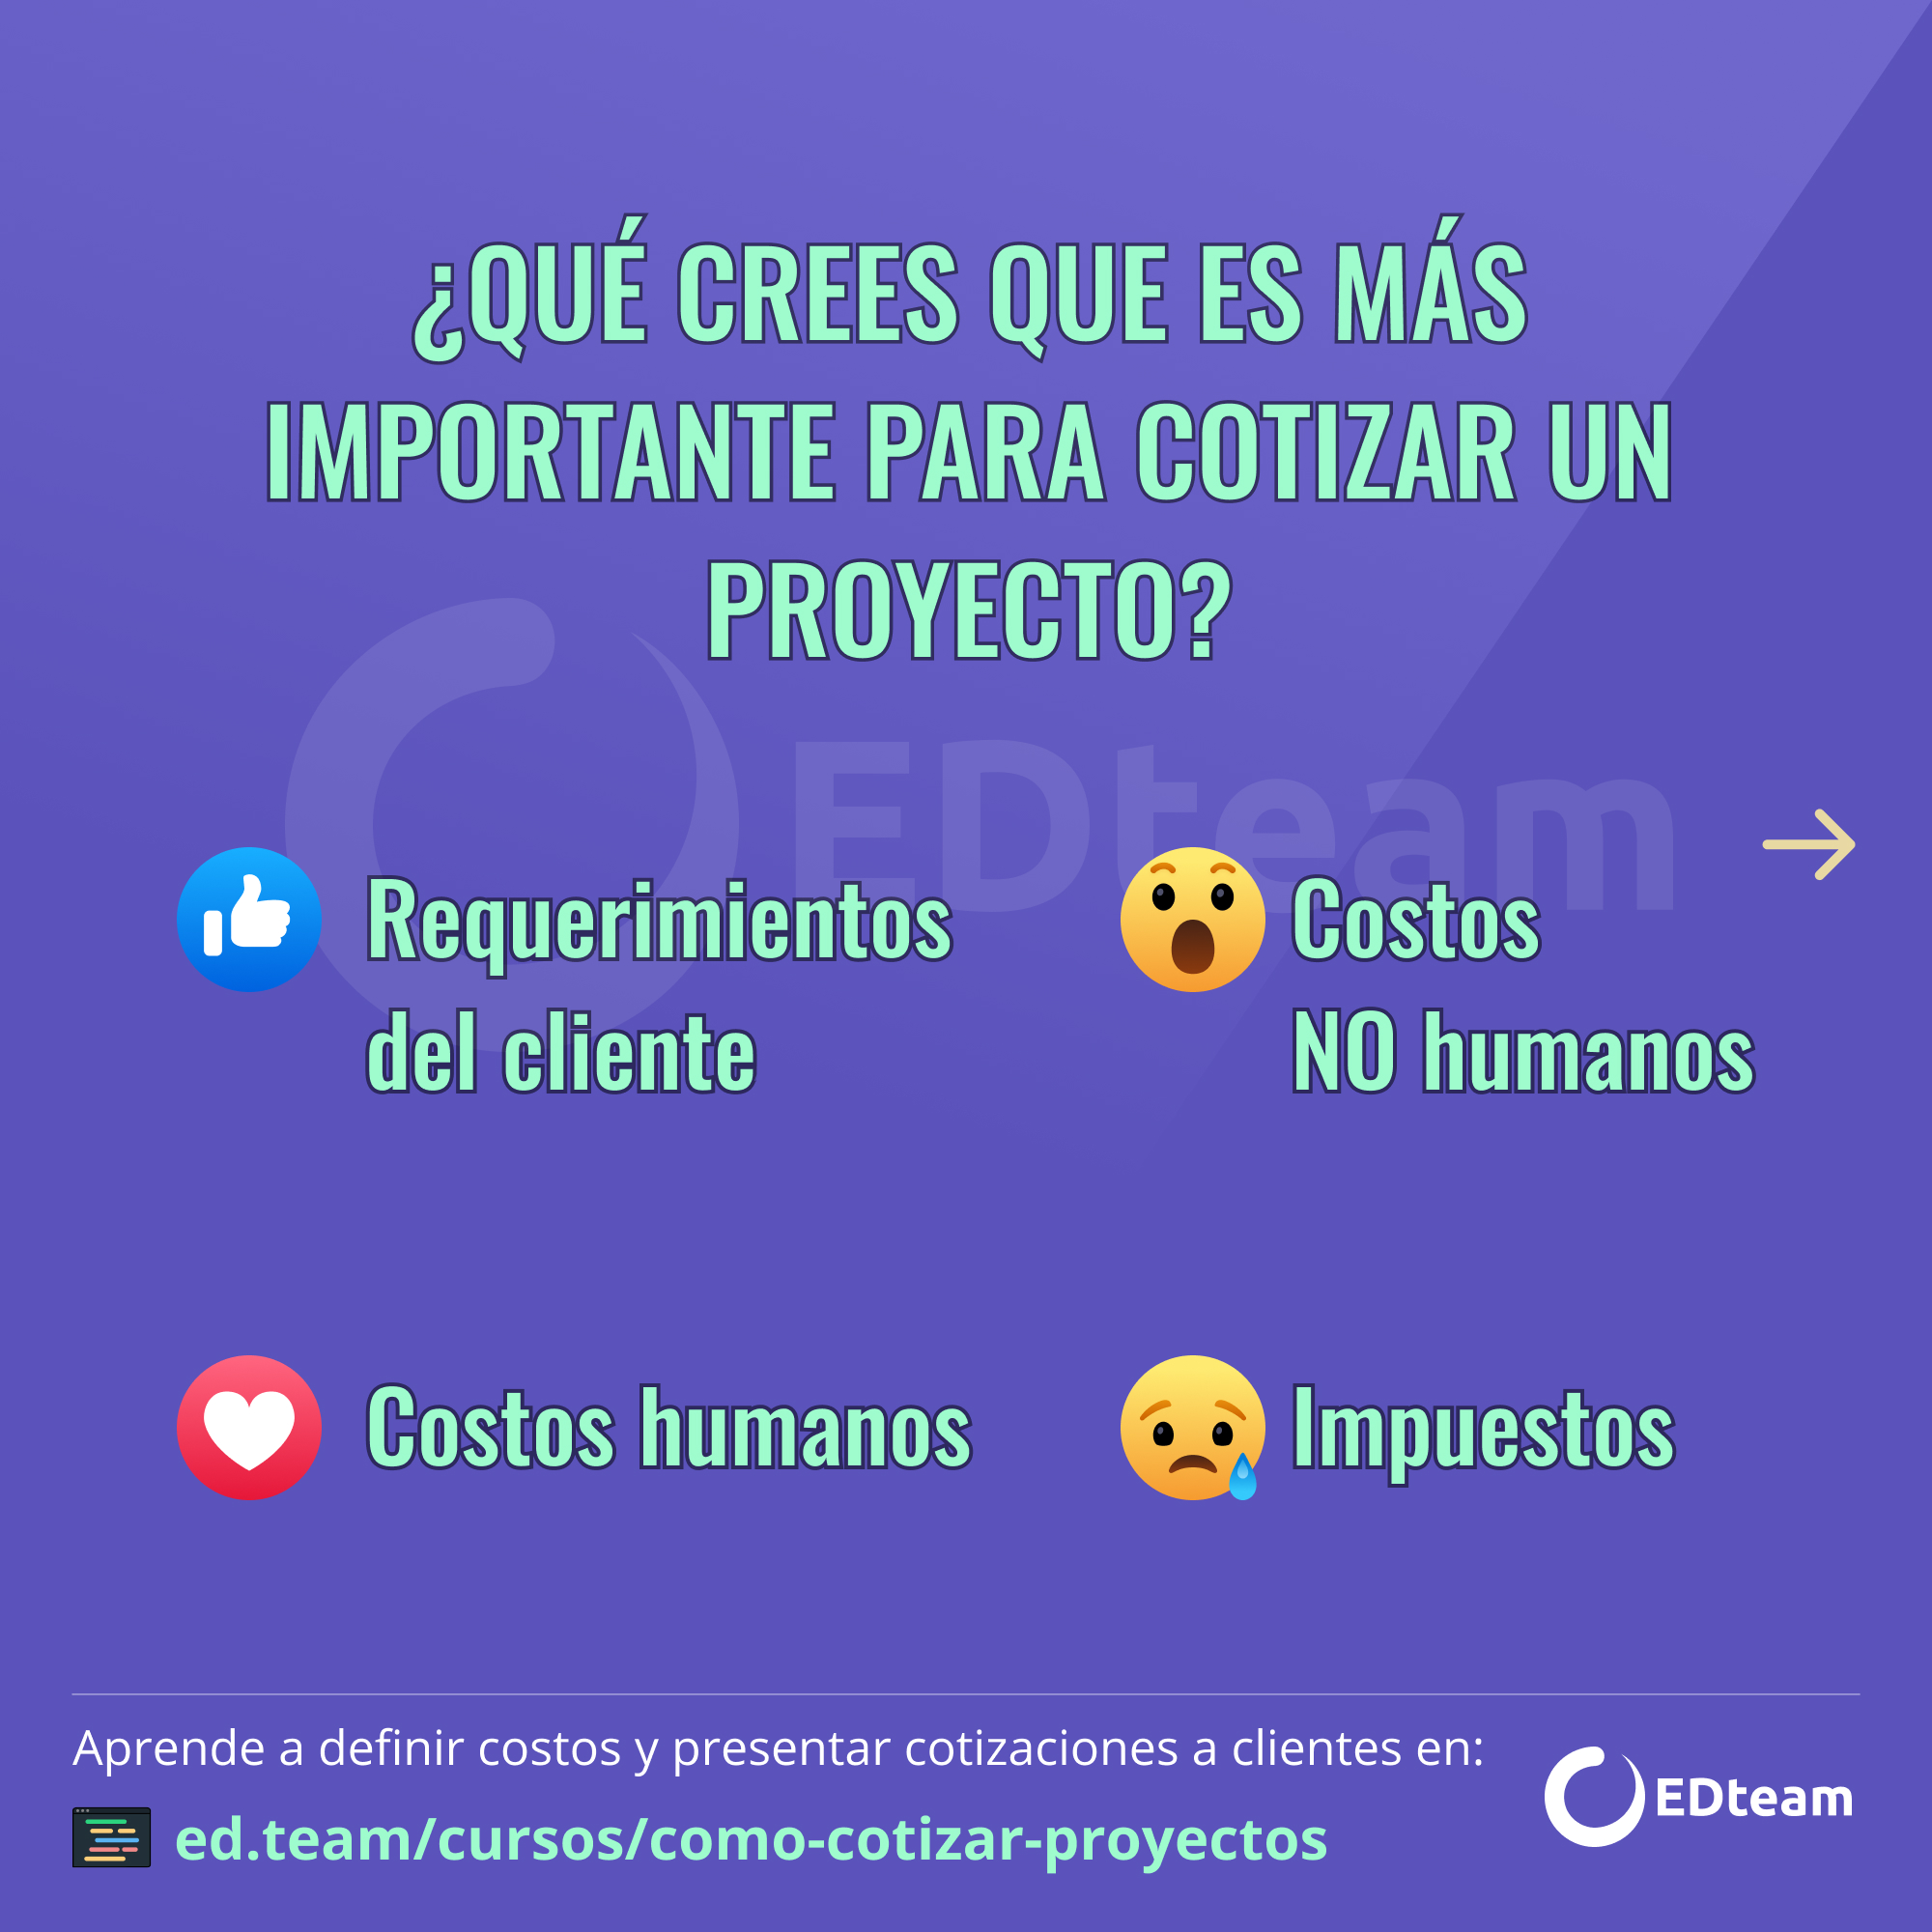 ¿QUÉ CREES QUE ES MÁS
IMPORTANTE PARA COTIZAR UN
PROYECTO?
EDteam
Requerimientos
del cliente
Costos
NO humanos
Costos humanos
Impuestos
Aprende a definir costos y presentar cotizaciones a clientes en:
ed.team/cursos/como-cotizar-proyectos
EDteam